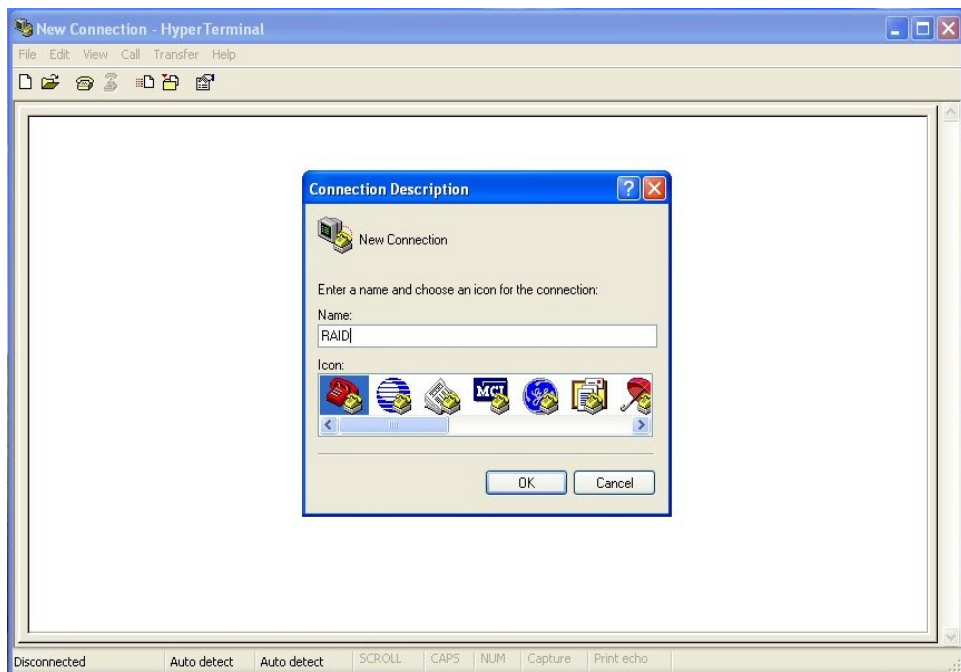 New Connection - HyperTerminal
File Edit View Call Transfer Help
Connection Description
New Connection
Enter a name and choose an icon for the connection:
Name:
RAID
Icon:
MCI
OK Cancel
Disconnected Auto detect Auto detect SCROLL CAPS NUM Capture Print echo